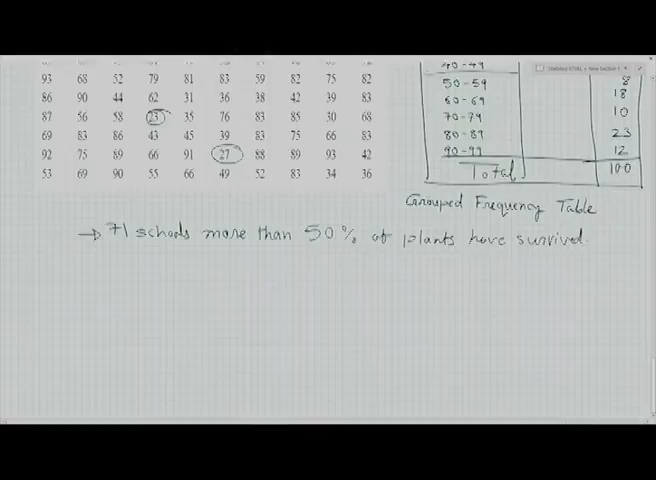 93 68 52 79 81 83 59 82 75 82
86 90 44 62 31 36 38 42 39 83
87 56 58 23 35 76 83 85 30 68
69 83 86 43 45 39 83 75 66 83
92 75 89 66 91 27 88 89 93 42
53 69 90 55 66 49 52 83 34 36
40-49
50-59 8
60-69 18
70-79 10
80-89 23
90-99 12
Total 100
Grouped Frequency Table
→ 71 schools more than 50% of plants have survived.